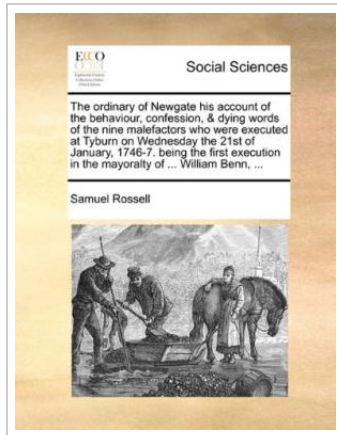 ECCO
Social Sciences
The ordinary of Newgate his account of
the behaviour, confession, & dying words
of the nine malefactors who were executed
at Tyburn on Wednesday the 21st of
January, 1746-7. being the first execution
in the mayoralty of ... William Benn, ...
Samuel Rossell